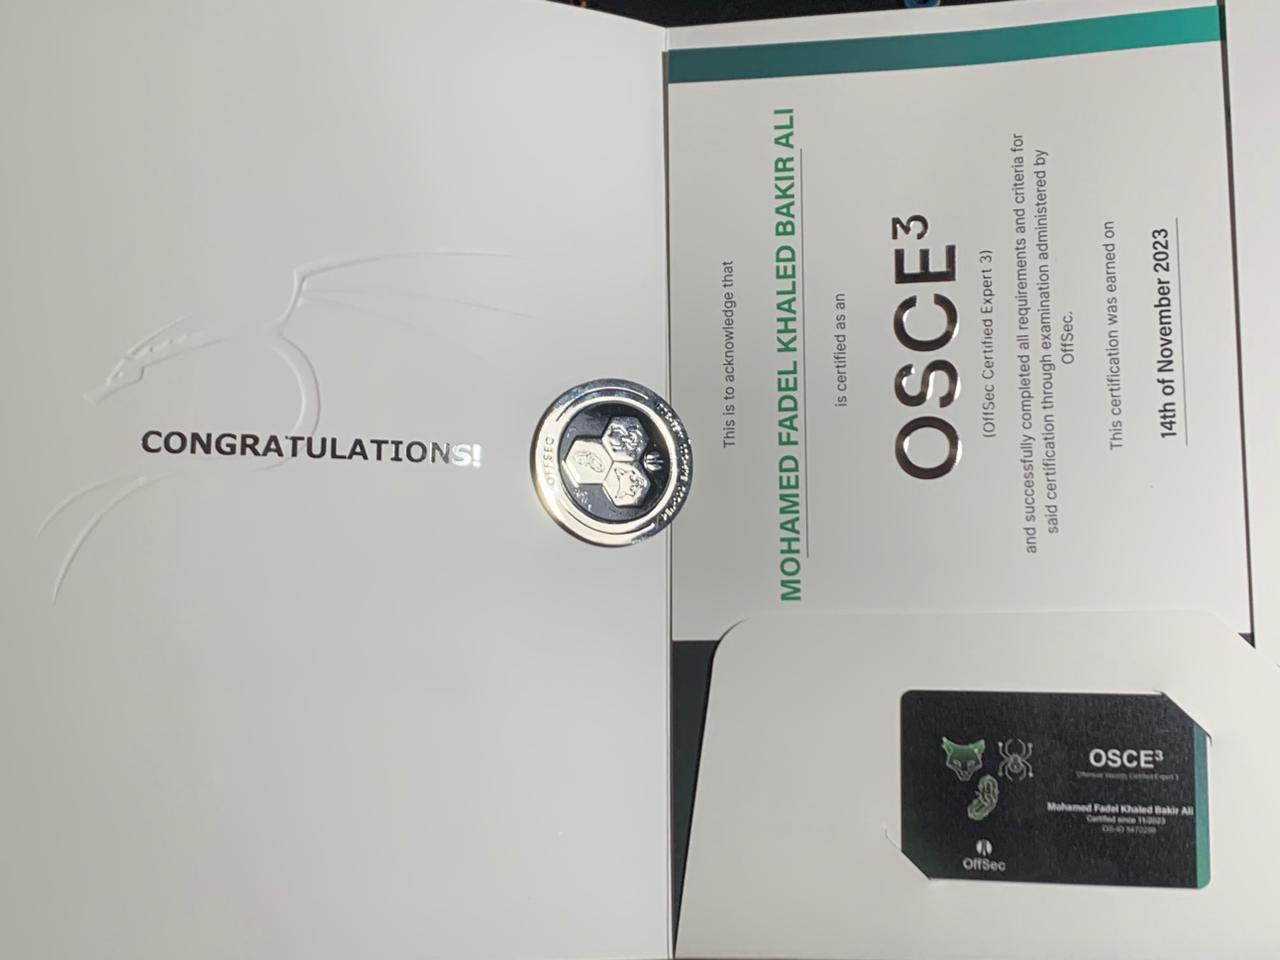 CONGRATULATIONS!
OFFSEC
This is to acknowledge that
MOHAMED FADEL KHALED BAKIR ALI
is certified as an
OSCE³
(OffSec Certified Expert 3)
and successfully completed all requirements and criteria for
said certification through examination administered by
OffSec.
This certification was earned on
14th of November 2023
OSCE³
Offensive Security Certified Expert 3
Mohamed Fadel Khaled Bakir Ali
Certified since 11/2023
OffSec